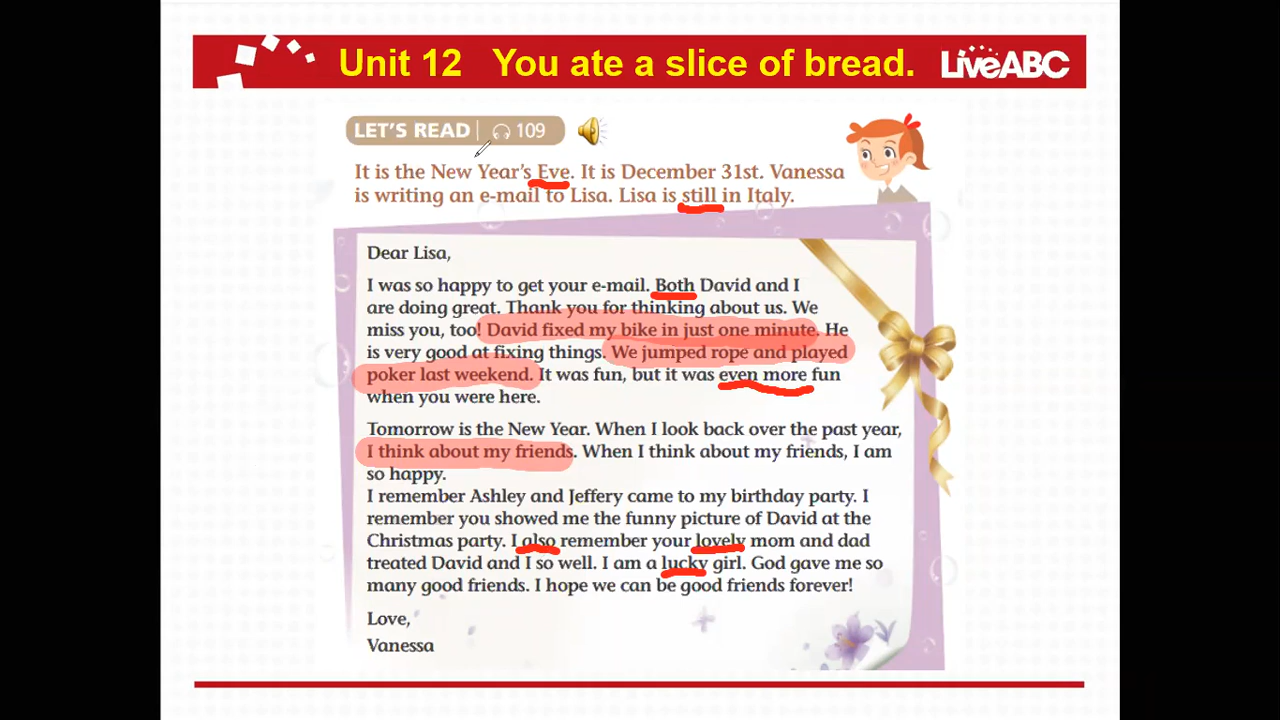 Unit 12 You ate a slice of bread.
LiveABC
LET'S READ 109
It is the New Year's Eve. It is December 31st. Vanessa
is writing an e-mail to Lisa. Lisa is still in Italy.
Dear Lisa,
I was so happy to get your e-mail. Both David and I
are doing great. Thank you for thinking about us. We
miss you, too! David fixed my bike in just one minute. He
is very good at fixing things. We jumped rope and played
poker last weekend. It was fun, but it was even more fun
when you were here.
Tomorrow is the New Year. When I look back over the past year,
I think about my friends. When I think about my friends, I am
so happy.
I remember Ashley and Jeffery came to my birthday party. I
remember you showed me the funny picture of David at the
Christmas party. I also remember your lovely mom and dad
treated David and I so well. I am a lucky girl. God gave me so
many good friends. I hope we can be good friends forever!
Love,
Vanessa